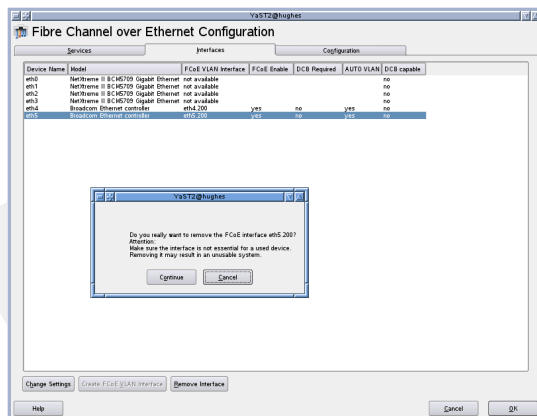 YaST2@hughes
Fibre Channel over Ethernet Configuration
Services Interfaces Configuration
Device Name Model FCoE VLAN Interface FCoE Enable DCB Required AUTO VLAN DCB capable
eth0 NetXtreme II BCM5709 Gigabit Ethernet not available no
eth1 NetXtreme II BCM5709 Gigabit Ethernet not available no
eth2 NetXtreme II BCM5709 Gigabit Ethernet not available no
eth3 NetXtreme II BCM5709 Gigabit Ethernet not available no
eth4 Broadcom Ethernet controller eth4.200 yes no yes no
eth5 Broadcom Ethernet controller eth5.200 yes no yes no
YaST2@hughes
Do you really want to remove the FCoE interface eth5.200?
Attention:
Make sure the interface is not essential for a used device.
Removing it may result in an unusable system.
Continue Cancel
Change Settings Create FCoE VLAN Interface Remove Interface
Help Cancel OK